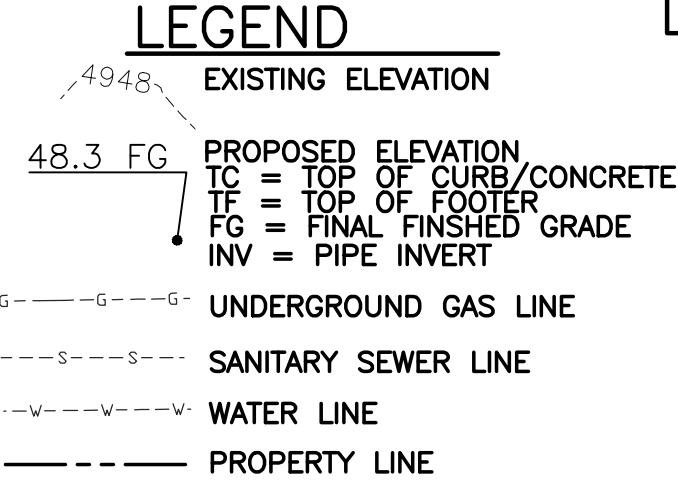 LEGEND
4948 EXISTING ELEVATION
48.3 FG PROPOSED ELEVATION
TC = TOP OF CURB/CONCRETE
TF = TOP OF FOOTER
FG = FINAL FINSHED GRADE
INV = PIPE INVERT
G G G UNDERGROUND GAS LINE
S S SANITARY SEWER LINE
W W W WATER LINE
PROPERTY LINE